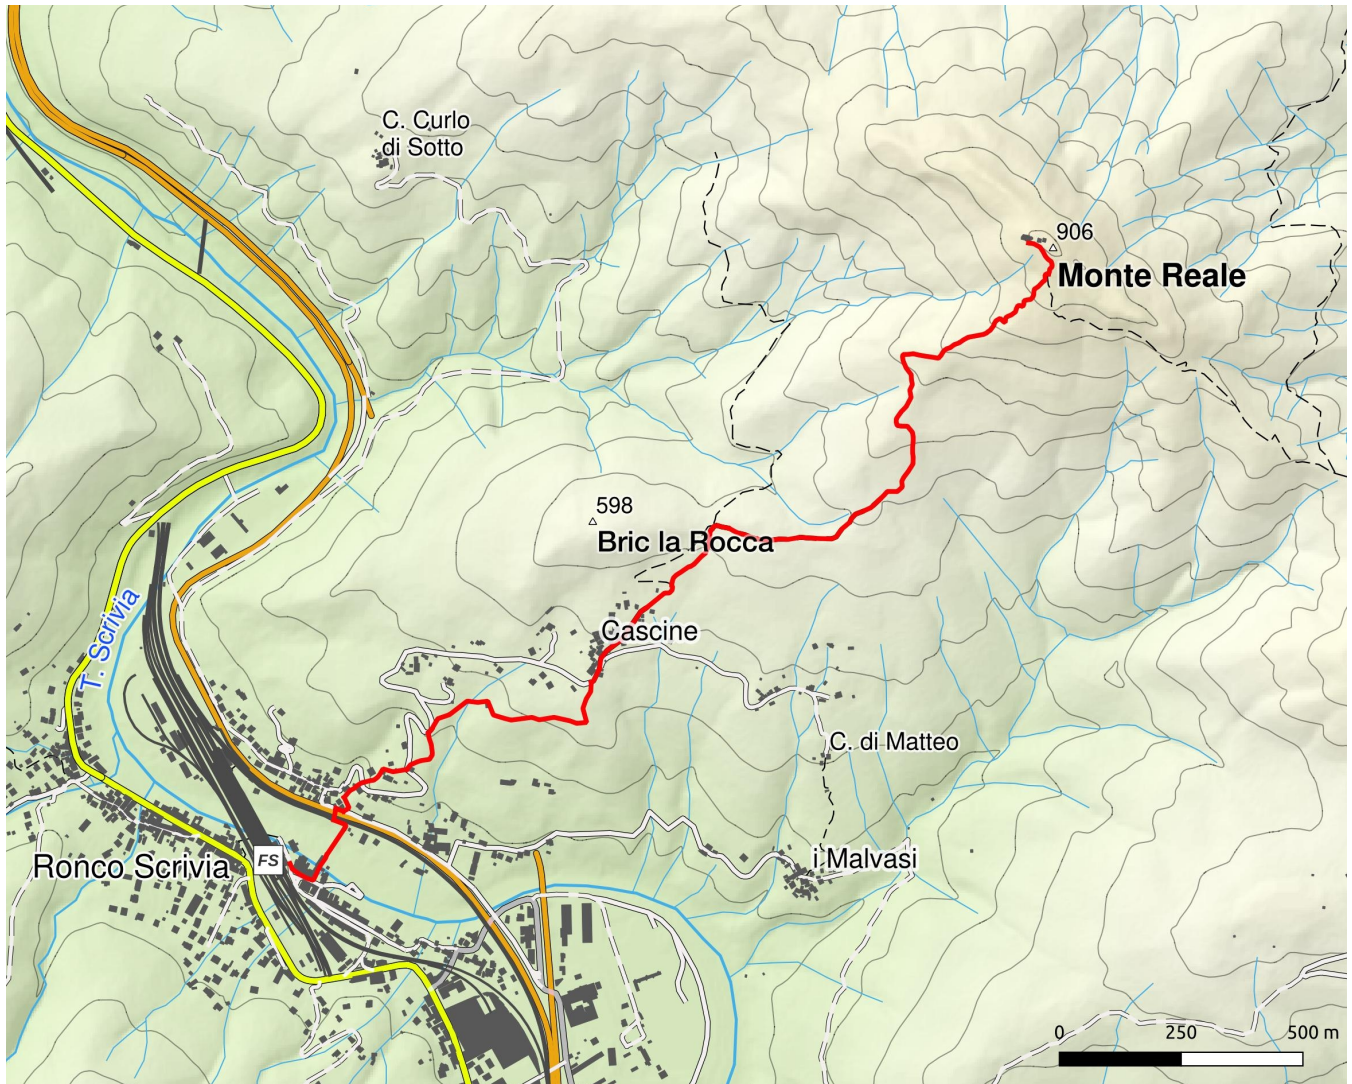 C. Curlo
di Sotto
906
Monte Reale
598
Bric la Rocca
T. Scrivia
Cascine
C. di Matteo
FS
Ronco Scrivia
i Malvasi
0 250 500 m